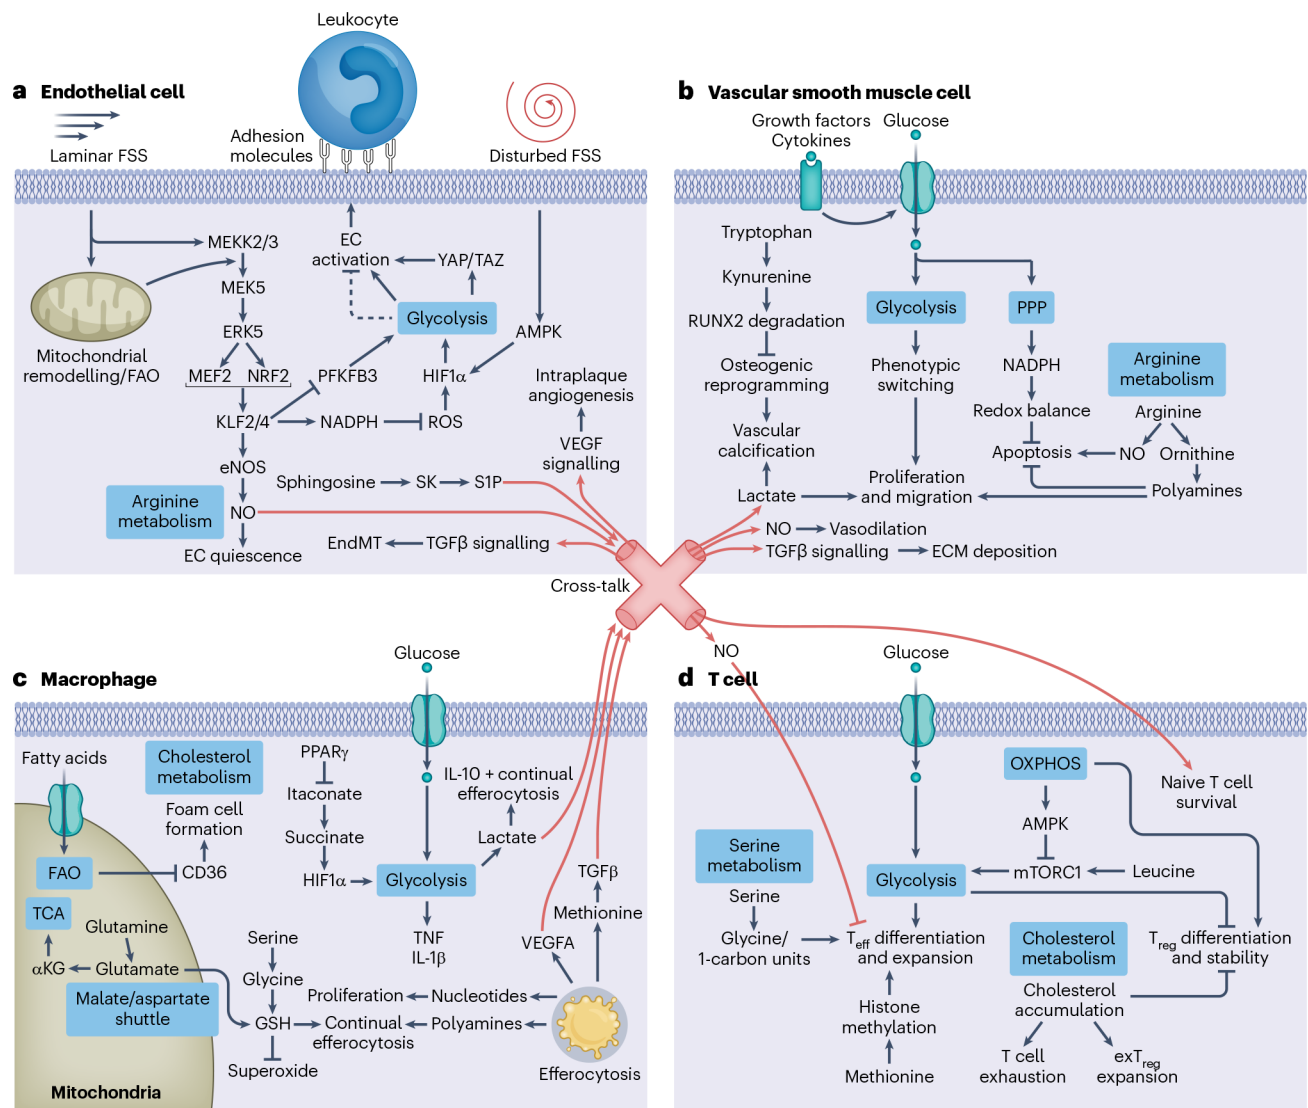 Leukocyte
a Endothelial cell
Laminar FSS
Adhesion
molecules
Disturbed FSS
MEKK2/3
MEK5
ERK5
MEF2 NRF2
KLF2/4
eNOS
NO
EC quiescence
Mitochondrial
remodelling/FAO
EC
activation
YAP/TAZ
Glycolysis
AMPK
PFKFB3
HIF1α
NADPH
ROS
Intraplaque
angiogenesis
VEGF
signalling
Sphingosine
SK
S1P
Arginine
metabolism
EndMT
TGFβ signalling
Cross-talk
b Vascular smooth muscle cell
Growth factors
Cytokines
Glucose
Tryptophan
Kynurenine
RUNX2 degradation
Osteogenic
reprogramming
Vascular
calcification
Lactate
Glycolysis
Phenotypic
switching
Proliferation
and migration
PPP
NADPH
Redox balance
Apoptosis
Arginine
metabolism
Arginine
NO
Ornithine
Polyamines
NO
Vasodilation
TGFβ signalling
ECM deposition
NO
c Macrophage
Glucose
Fatty acids
Cholesterol
metabolism
Foam cell
formation
FAO
CD36
TCA
Glutamine
αKG
Glutamate
Malate/aspartate
shuttle
Mitochondria
PPARγ
Itaconate
Succinate
HIF1α
Glycolysis
TNF
IL-1β
IL-10 + continual
efferocytosis
Lactate
TGFβ
Methionine
VEGFA
Serine
Glycine
GSH
Superoxide
Proliferation
Nucleotides
Continual
efferocytosis
Polyamines
Efferocytosis
d T cell
Glucose
OXPHOS
AMPK
mTORC1
Leucine
Naive T cell
survival
Serine
metabolism
Serine
Glycine/
1-carbon units
Glycolysis
Teff differentiation
and expansion
Histone
methylation
Methionine
Cholesterol
metabolism
Cholesterol
accumulation
T cell
exhaustion
exTreg
expansion
Treg differentiation
and stability